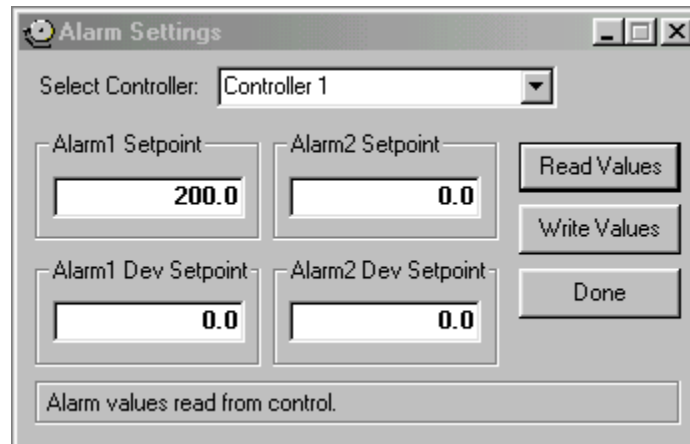 Alarm Settings
Select Controller: Controller 1
Alarm1 Setpoint
200.0
Alarm2 Setpoint
0.0
Read Values
Write Values
Alarm1 Dev Setpoint
0.0
Alarm2 Dev Setpoint
0.0
Done
Alarm values read from control.